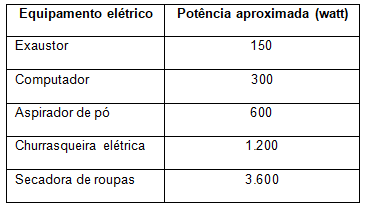 Equipamento elétrico Potência aproximada (watt)
Exaustor 150
Computador 300
Aspirador de pó 600
Churrasqueira elétrica 1.200
Secadora de roupas 3.600